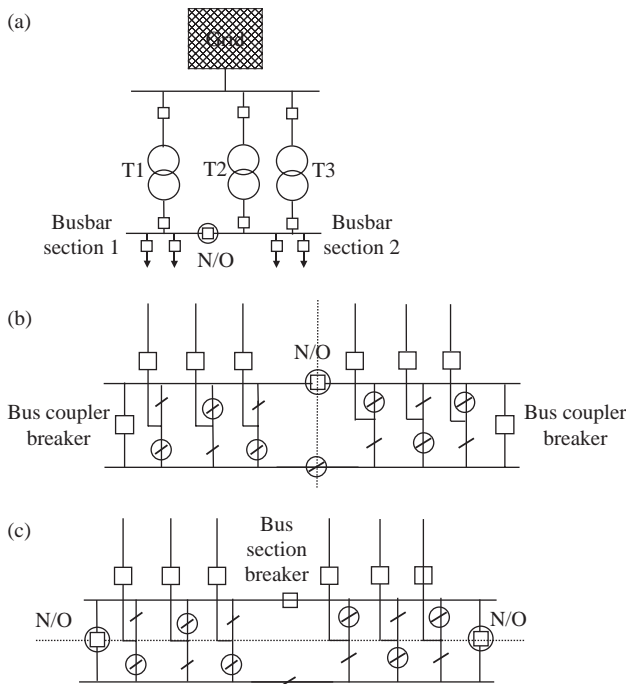 (a)
Grid
T1
T2
T3
Busbar
section 1
N/O
Busbar
section 2
(b)
N/O
Bus coupler
breaker
Bus coupler
breaker
(c)
Bus
section
breaker
N/O
N/O